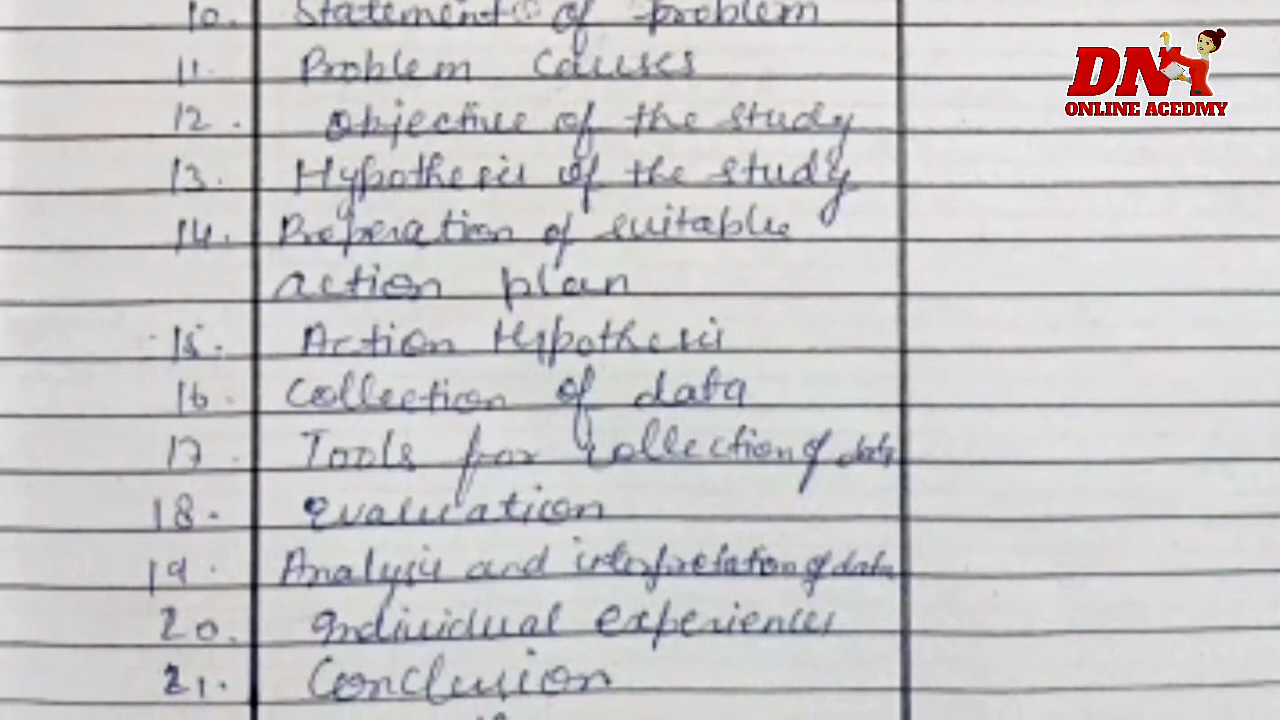 10. Statement of problem
11. Problem causes
12. Objective of the study
13. Hypothesis of the study
14. Preperation of suitable
action plan
15. Action Hypothesis
16. Collection of data
17. Tools for collection of data
18. Evaluation
19. Analysis and interpretation of data
20. Individual experiences
21. Conclusion
DN
ONLINE ACEDMY